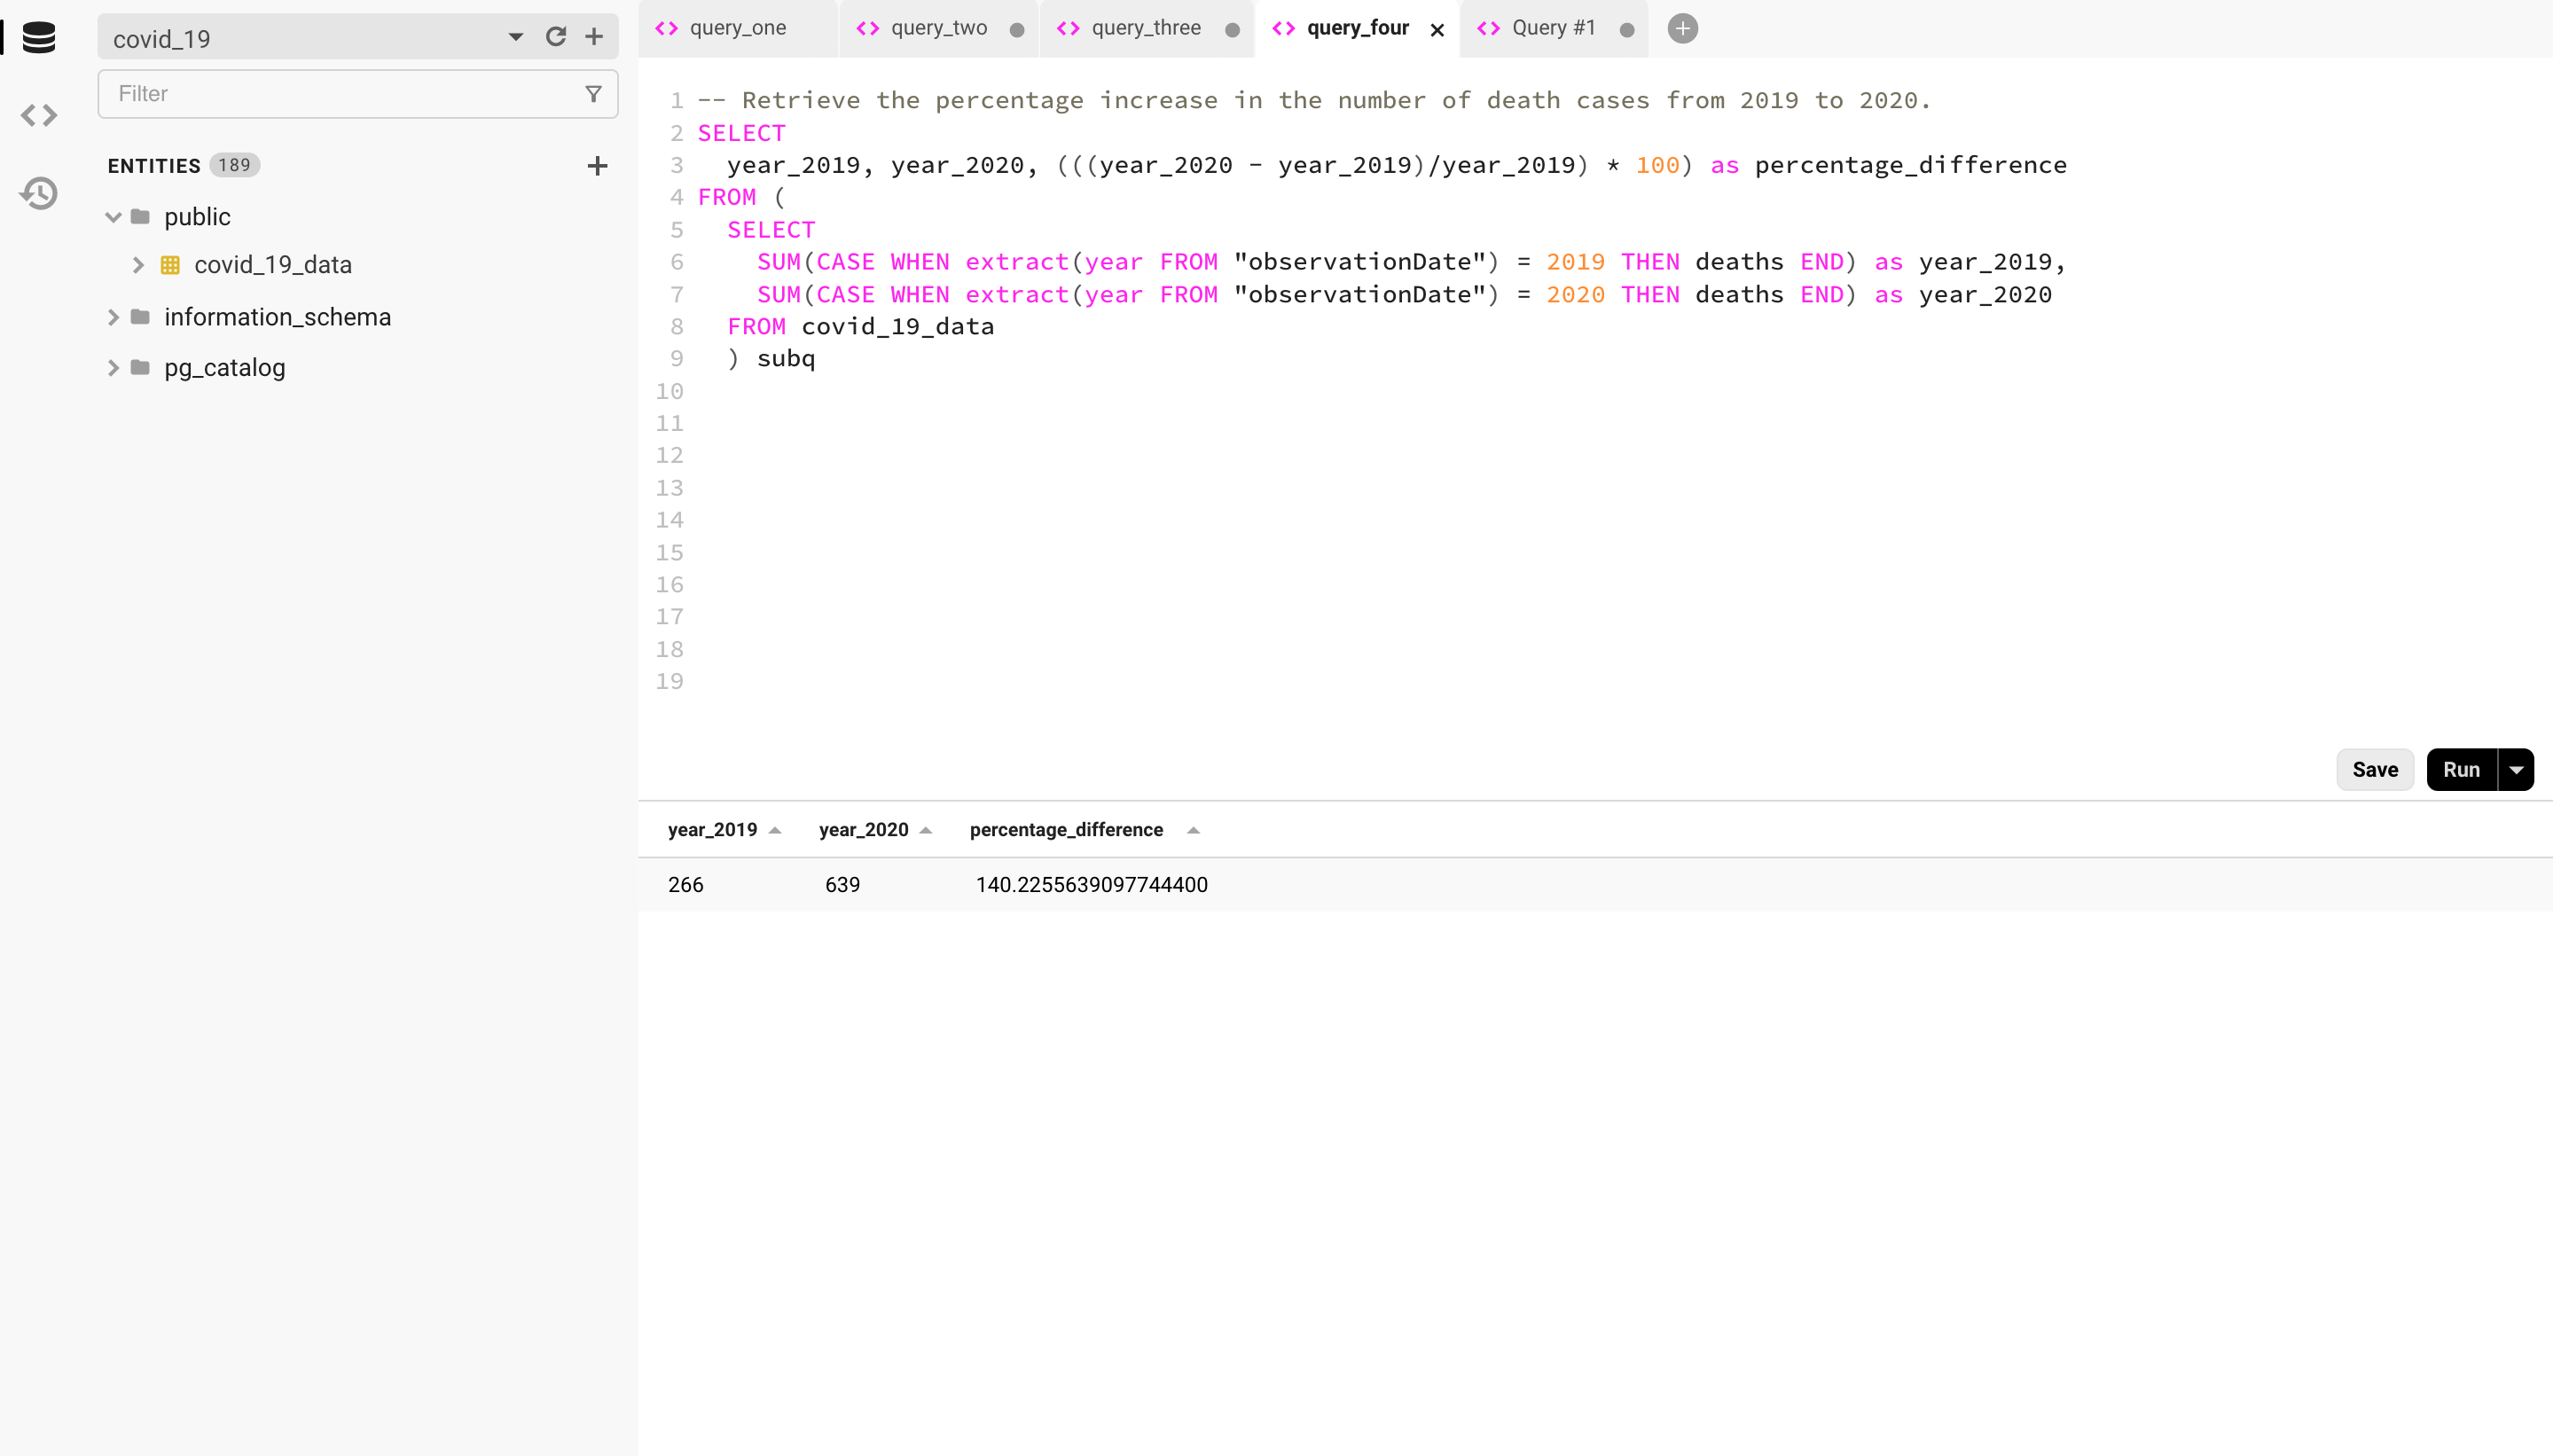 covid_19
Filter
ENTITIES 189
public
covid_19_data
information_schema
pg_catalog
query_one
query_two
query_three
query_four
Query #1
1 -- Retrieve the percentage increase in the number of death cases from 2019 to 2020.
2 SELECT
3 year_2019, year_2020, (((year_2020 - year_2019)/year_2019) * 100) as percentage_difference
4 FROM (
5 SELECT
6 SUM(CASE WHEN extract(year FROM "observationDate") = 2019 THEN deaths END) as year_2019,
7 SUM(CASE WHEN extract(year FROM "observationDate") = 2020 THEN deaths END) as year_2020
8 FROM covid_19_data
9 ) subq
10
11
12
13
14
15
16
17
18
19
Save Run
year_2019 year_2020 percentage_difference
266 639 140.2255639097744400